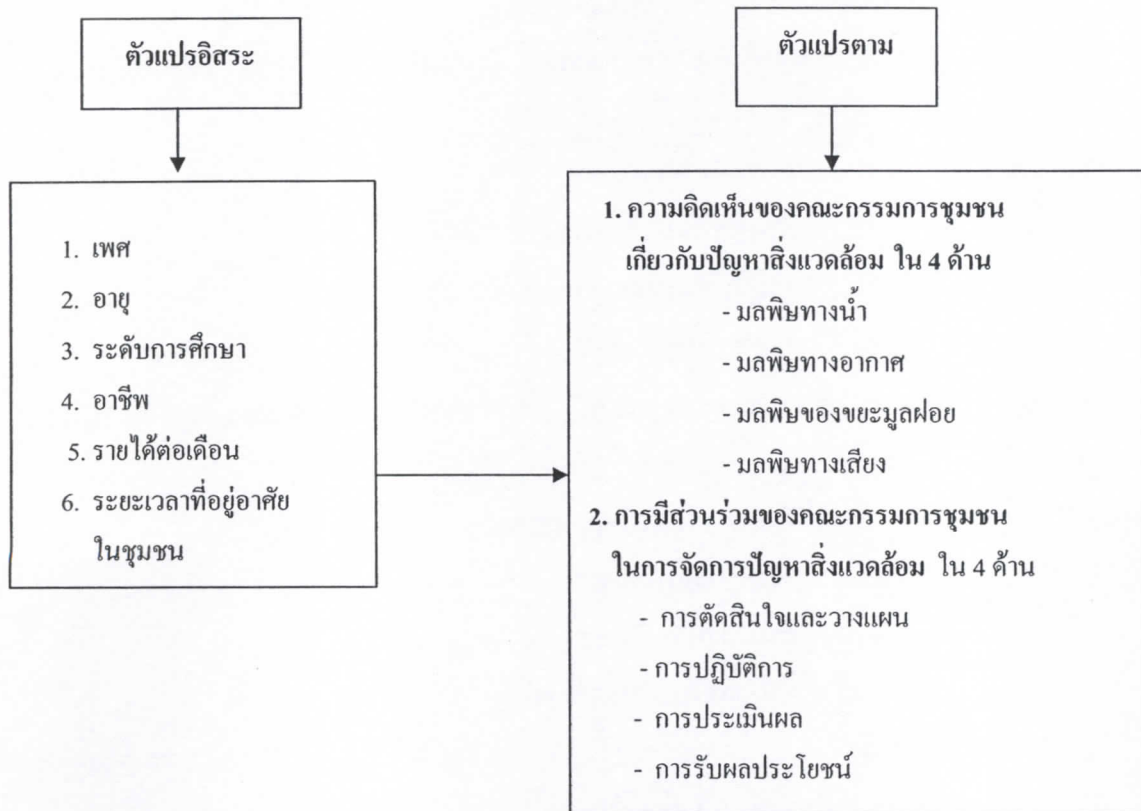 ตัวแปรอิสระ
1. เพศ
2. อายุ
3. ระดับการศึกษา
4. อาชีพ
5. รายได้ต่อเดือน
6. ระยะเวลาที่อยู่อาศัย
ในชุมชน
ตัวแปรตาม
1. ความคิดเห็นของคณะกรรมการชุมชน
เกี่ยวกับปัญหาสิ่งแวดล้อม ใน 4 ด้าน
- มลพิษทางน้ำ
- มลพิษทางอากาศ
- มลพิษของขยะมูลฝอย
- มลพิษทางเสียง
2. การมีส่วนร่วมของคณะกรรมการชุมชน
ในการจัดการปัญหาสิ่งแวดล้อม ใน 4 ด้าน
- การตัดสินใจและวางแผน
- การปฏิบัติการ
- การประเมินผล
- การรับผลประโยชน์